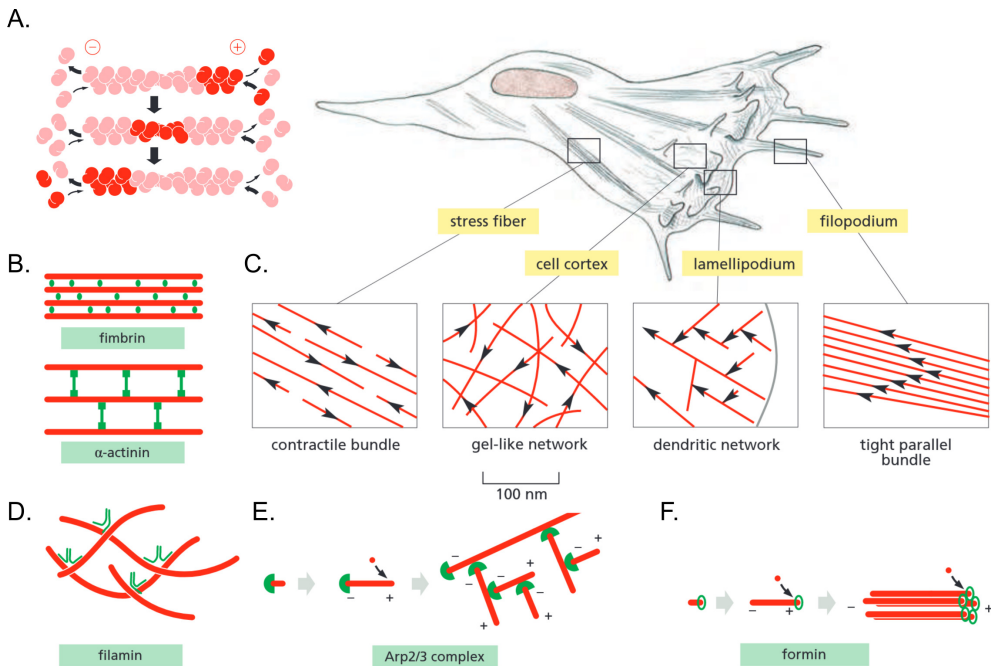 A.
− +
stress fiber
filopodium
cell cortex
lamellipodium
B.
fimbrin
α-actinin
C.
contractile bundle
gel-like network
dendritic network
tight parallel
bundle
100 nm
D.
filamin
E.
− − + − − − + + +
Arp2/3 complex
F.
− + − +
formin